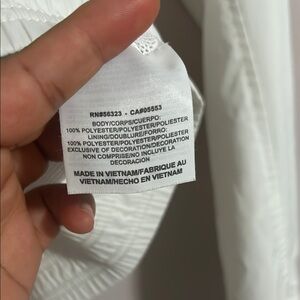 RN#56323 - CA#05553
BODY/CORPS/CUERPO:
100% POLYESTER/POLYESTER/POLIESTER
LINING/DOUBLURE/FORRO:
100% POLYESTER/POLYESTER/POLIESTER
EXCLUSIVE OF DECORATION/DECORATION
NON COMPRISE/NO INCLUYE LA
DECORACION
MADE IN VIETNAM/FABRIQUE AU
VIETNAM/HECHO EN VIETNAM